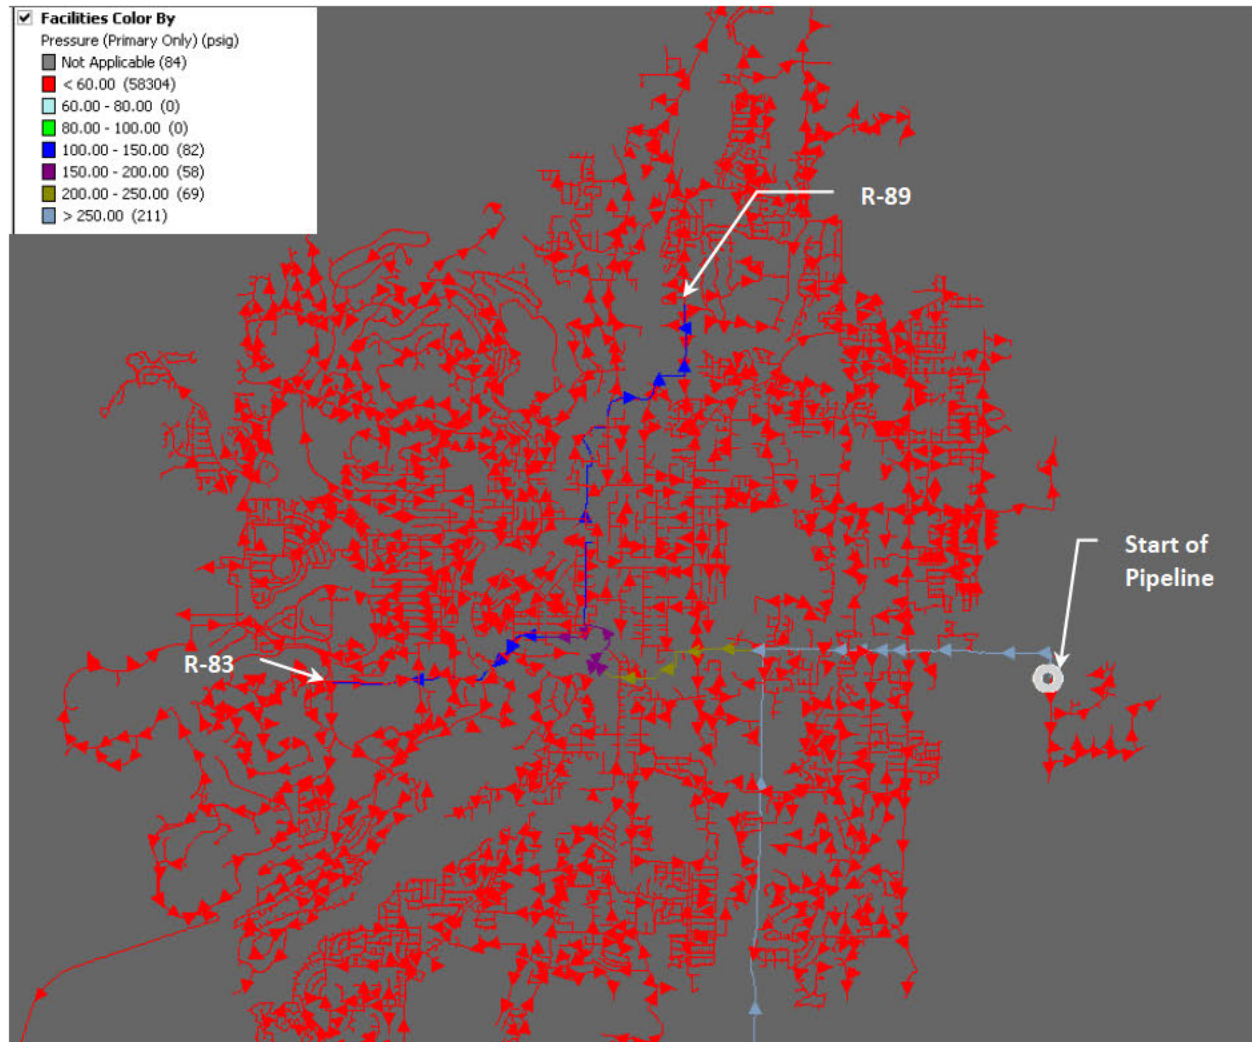 Facilities Color By
Pressure (Primary Only) (psig)
Not Applicable (84)
< 60.00 (58304)
60.00 - 80.00 (0)
80.00 - 100.00 (0)
100.00 - 150.00 (82)
150.00 - 200.00 (58)
200.00 - 250.00 (69)
> 250.00 (211)
R-89
Start of
Pipeline
R-83